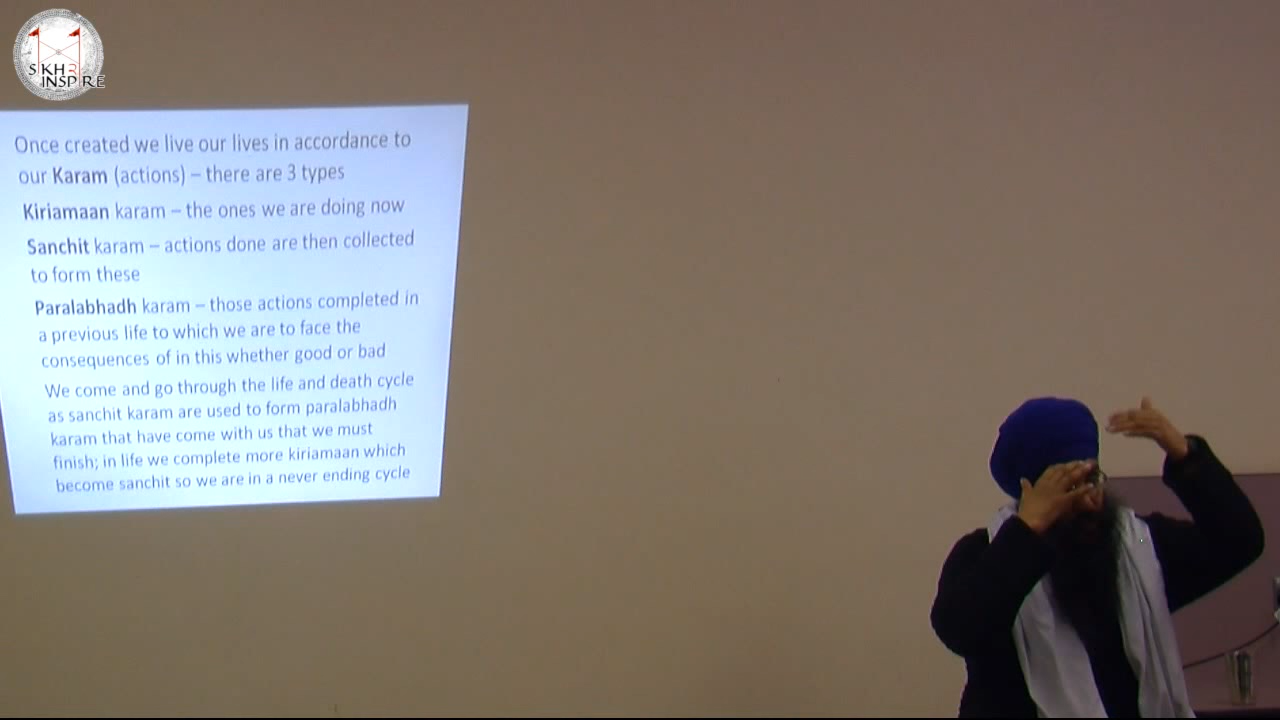 SIKH2
INSPIRE
Once created we live our lives in accordance to
our Karam (actions) – there are 3 types
Kiriamaan karam – the ones we are doing now
Sanchit karam – actions done are then collected
to form these
Paralabhadh karam – those actions completed in
a previous life to which we are to face the
consequences of in this whether good or bad
We come and go through the life and death cycle
as sanchit karam are used to form paralabhadh
karam that have come with us that we must
finish; in life we complete more kiriamaan which
become sanchit so we are in a never ending cycle